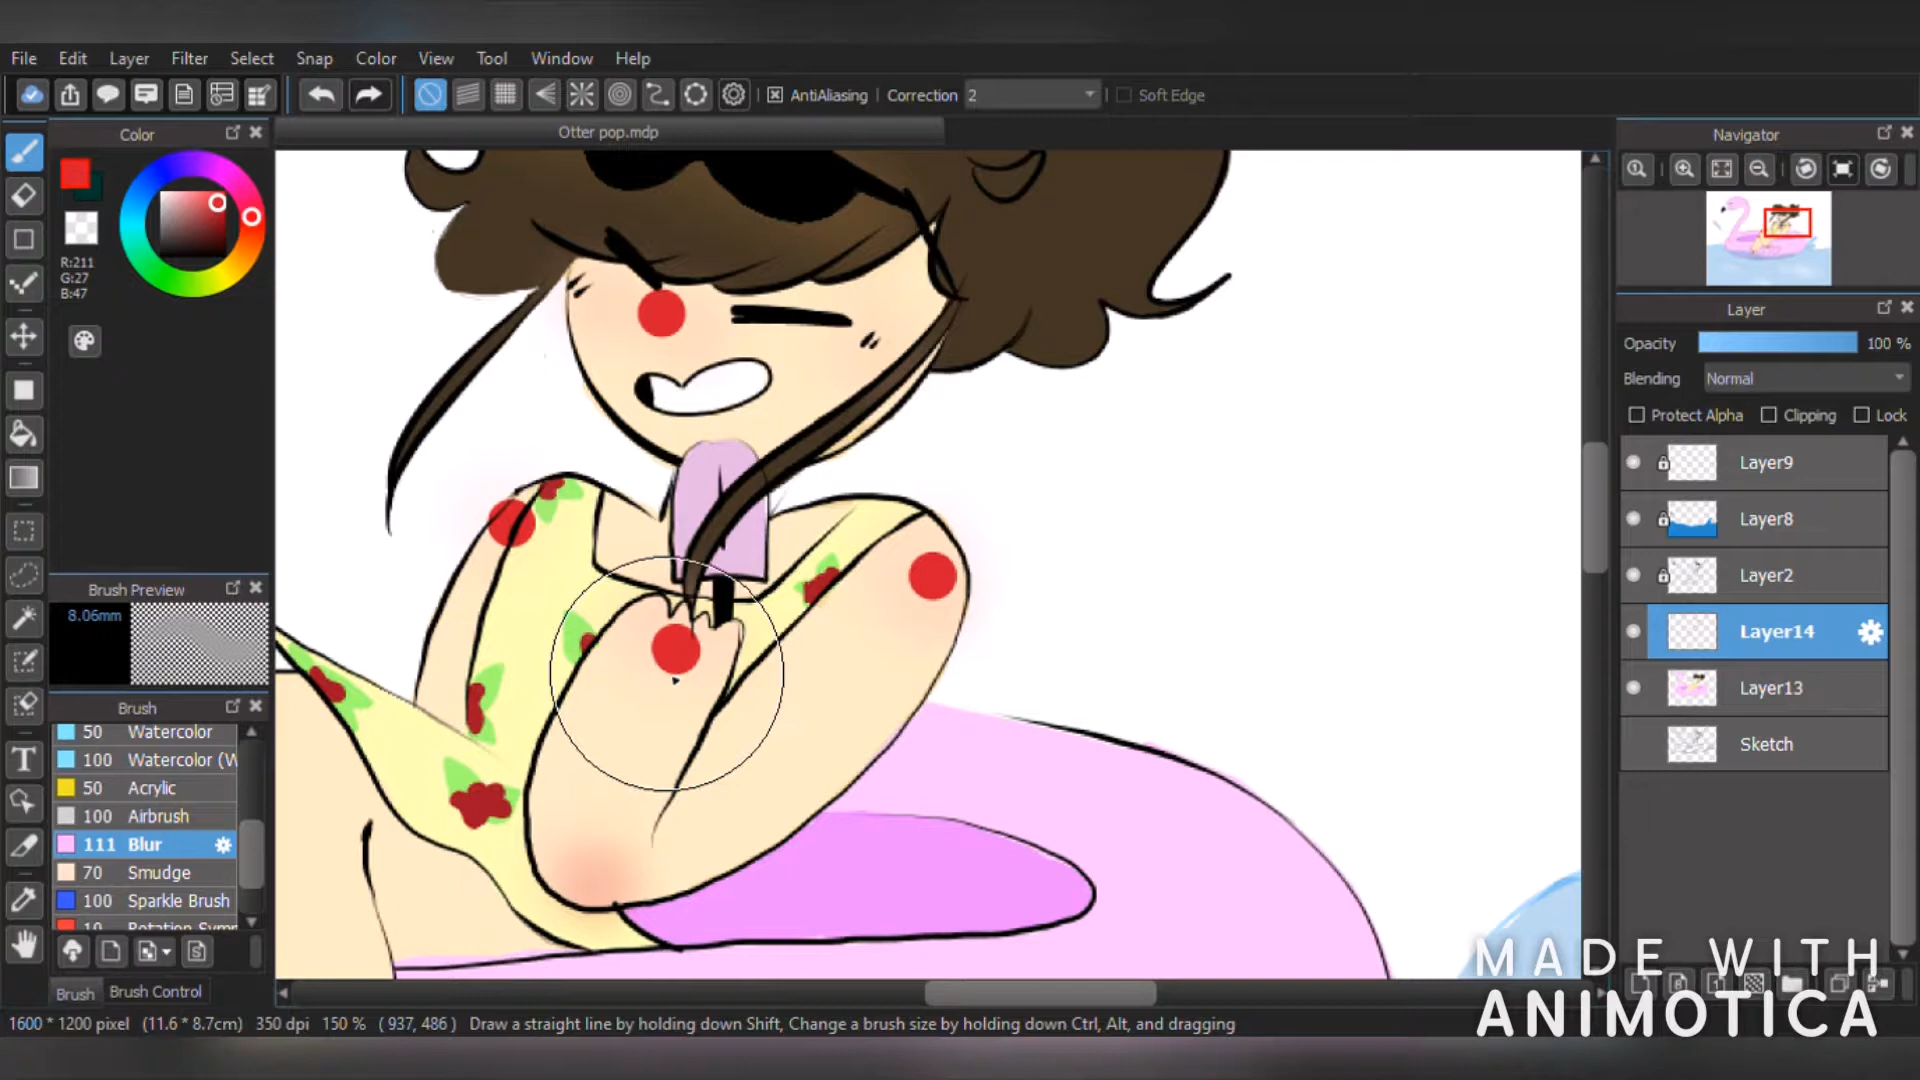 File Edit Layer Filter Select Snap Color View Tool Window Help
AntiAliasing Correction 2 Soft Edge
Color
Otter pop.mdp
Navigator
R:211
G:27
B:47
Layer
Opacity 100 %
Blending Normal
Protect Alpha Clipping Lock
Layer9
Layer8
Layer2
Layer14
Layer13
Sketch
Brush Preview
8.06mm
Brush
50 Watercolor
100 Watercolor (W
50 Acrylic
100 Airbrush
111 Blur
70 Smudge
100 Sparkle Brush
Brush Brush Control
1600 * 1200 pixel (11.6 * 8.7cm) 350 dpi 150 % ( 937, 486 ) Draw a straight line by holding down Shift, Change a brush size by holding down Ctrl, Alt, and dragging
MADE WITH
ANIMOTICA